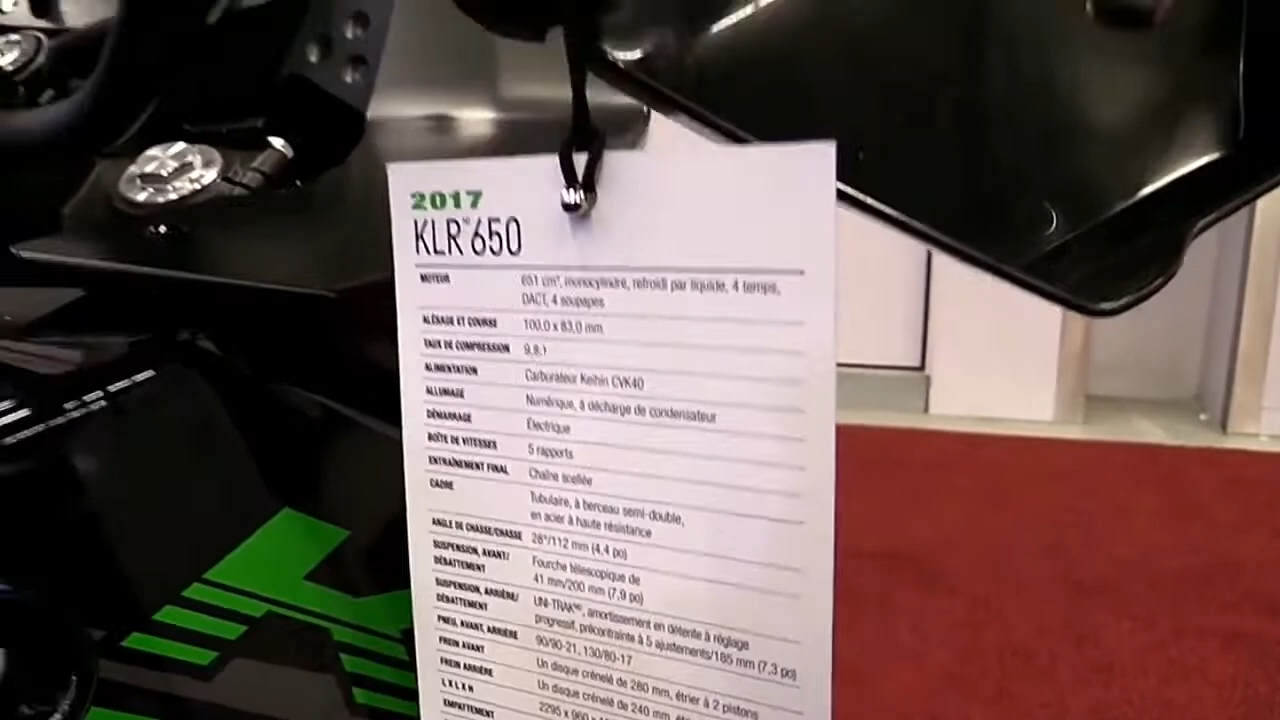 2017
KLR MD 650
MOTEUR 651 cm³, monocylindre, refroidi par liquide, 4 temps,
DACT, 4 soupapes
ALÉSAGE ET COURSE 100,0 x 83,0 mm
TAUX DE COMPRESSION 9,8:1
ALIMENTATION Carburateur Keihin CVK40
ALLUMAGE Numérique, à décharge de condensateur
DÉMARRAGE Électrique
BOÎTE DE VITESSES 5 rapports
ENTRAÎNEMENT FINAL Chaîne scellée
CADRE Tubulaire, à berceau semi-double,
en acier à haute résistance
ANGLE DE CHASSE/CHASSE 28°/112 mm (4,4 po)
SUSPENSION, AVANT/ Fourche télescopique de
DÉBATTEMENT 41 mm/200 mm (7,9 po)
SUSPENSION, ARRIÈRE/ UNI-TRAK MD, amortissement en détente à réglage
DÉBATTEMENT progressif, précontrainte à 5 ajustements/185 mm (7,3 po)
PNEU, AVANT, ARRIÈRE 90/90-21, 130/80-17
FREIN AVANT Un disque crénelé de 280 mm, étrier à 2 pistons
FREIN ARRIÈRE Un disque crénelé de 240 mm,
L X L X H 2295 x 960 x
EMPATTEMENT